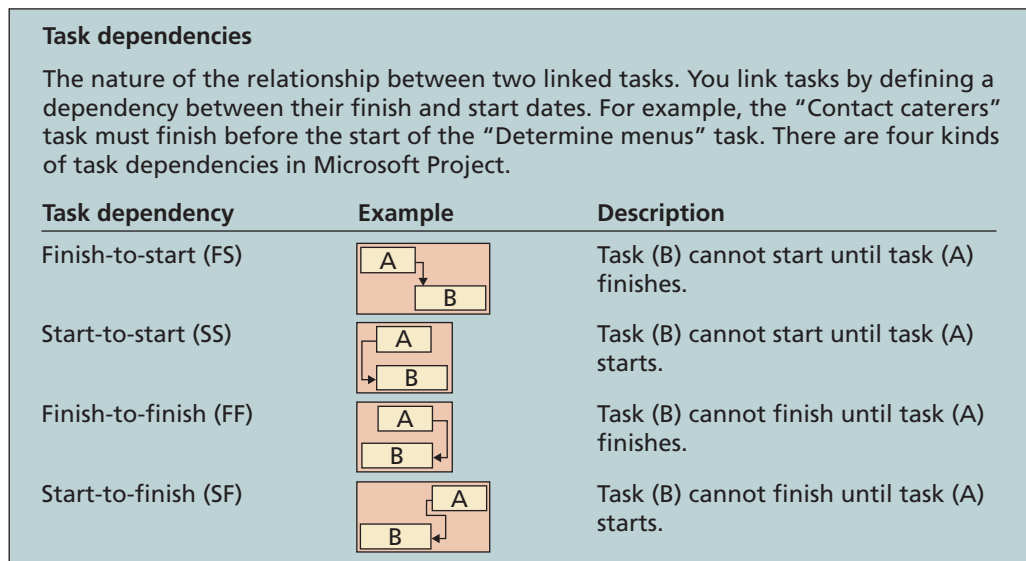 Task dependencies
The nature of the relationship between two linked tasks. You link tasks by defining a
dependency between their finish and start dates. For example, the “Contact caterers”
task must finish before the start of the “Determine menus” task. There are four kinds
of task dependencies in Microsoft Project.
Task dependency Example Description
Finish-to-start (FS) A B Task (B) cannot start until task (A)
finishes.
Start-to-start (SS) A B Task (B) cannot start until task (A)
starts.
Finish-to-finish (FF) A B Task (B) cannot finish until task (A)
finishes.
Start-to-finish (SF) A B Task (B) cannot finish until task (A)
starts.